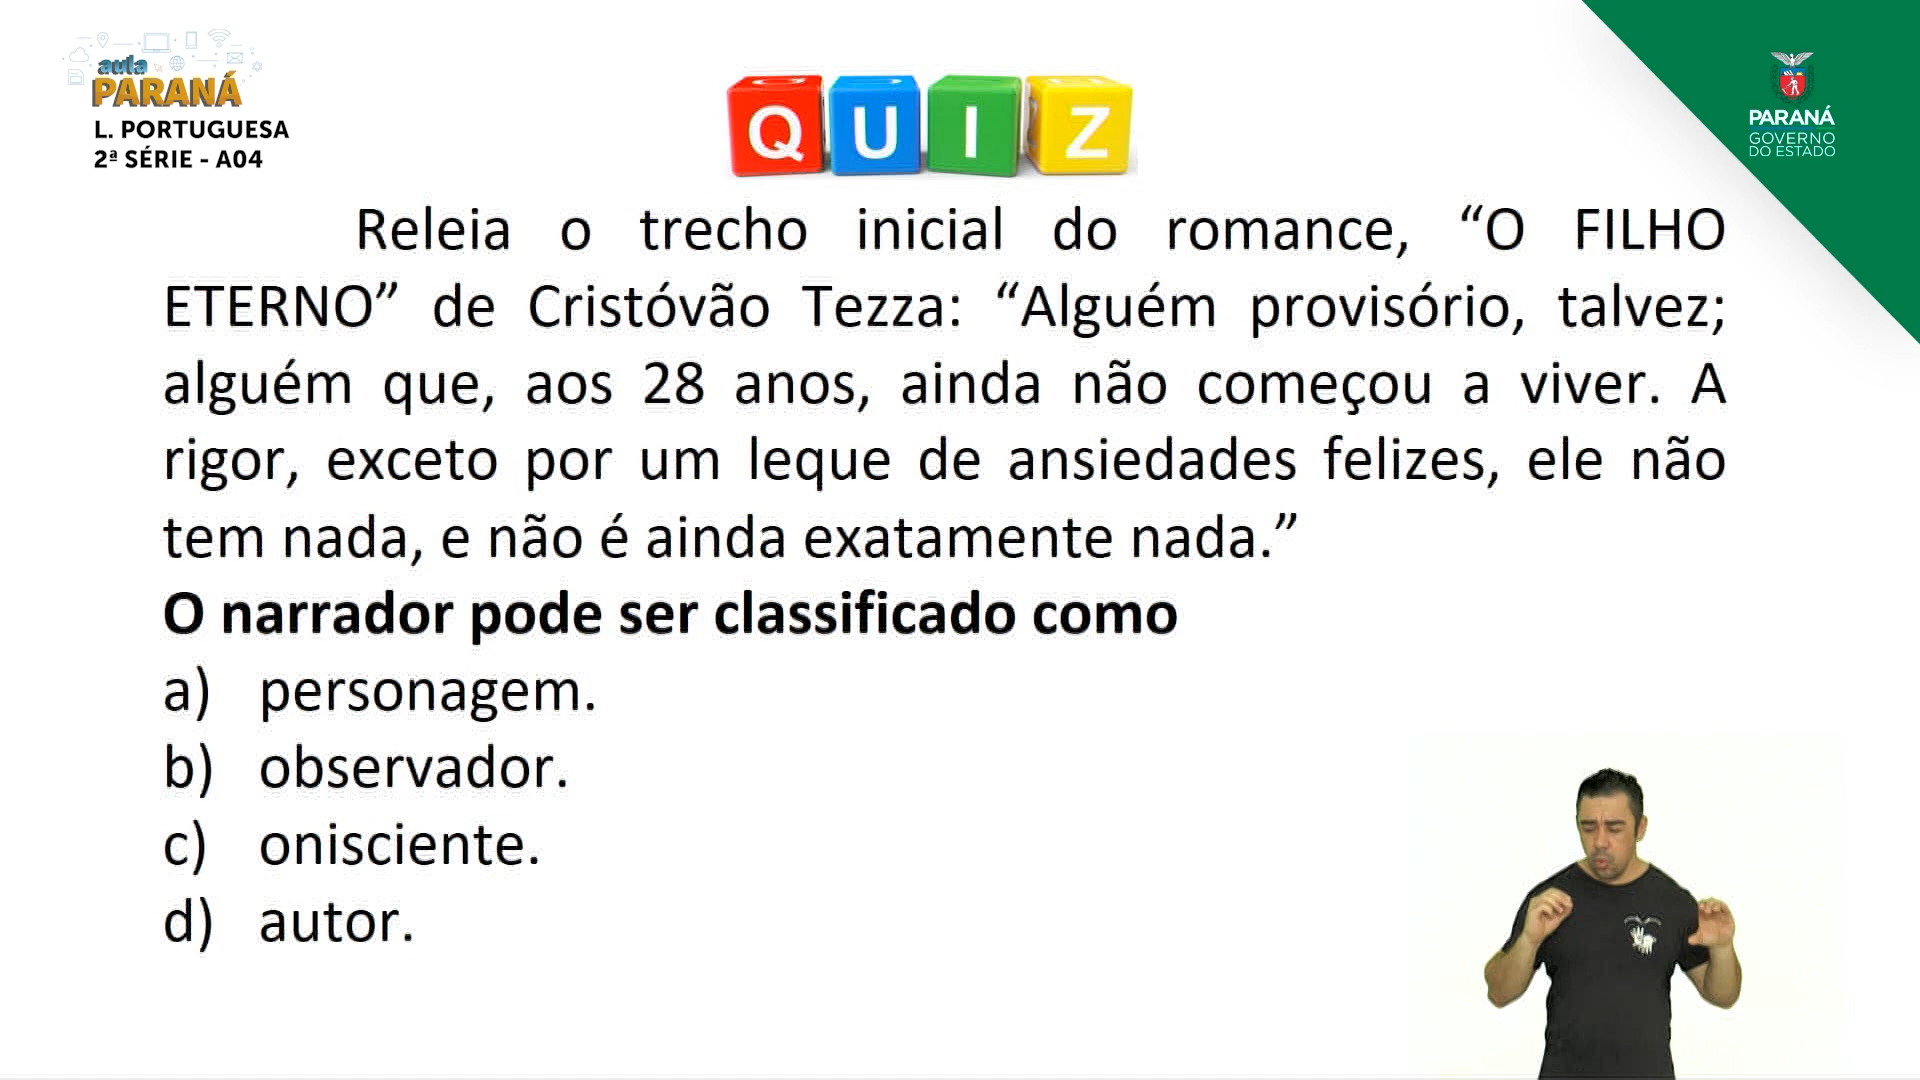 aula
PARANÁ
L. PORTUGUESA
2ª SÉRIE - A04
QUIZ
PARANÁ
GOVERNO
DO ESTADO
Releia o trecho inicial do romance, “O FILHO
ETERNO” de Cristóvão Tezza: “Alguém provisório, talvez;
alguém que, aos 28 anos, ainda não começou a viver. A
rigor, exceto por um leque de ansiedades felizes, ele não
tem nada, e não é ainda exatamente nada.”
O narrador pode ser classificado como
a) personagem.
b) observador.
c) onisciente.
d) autor.